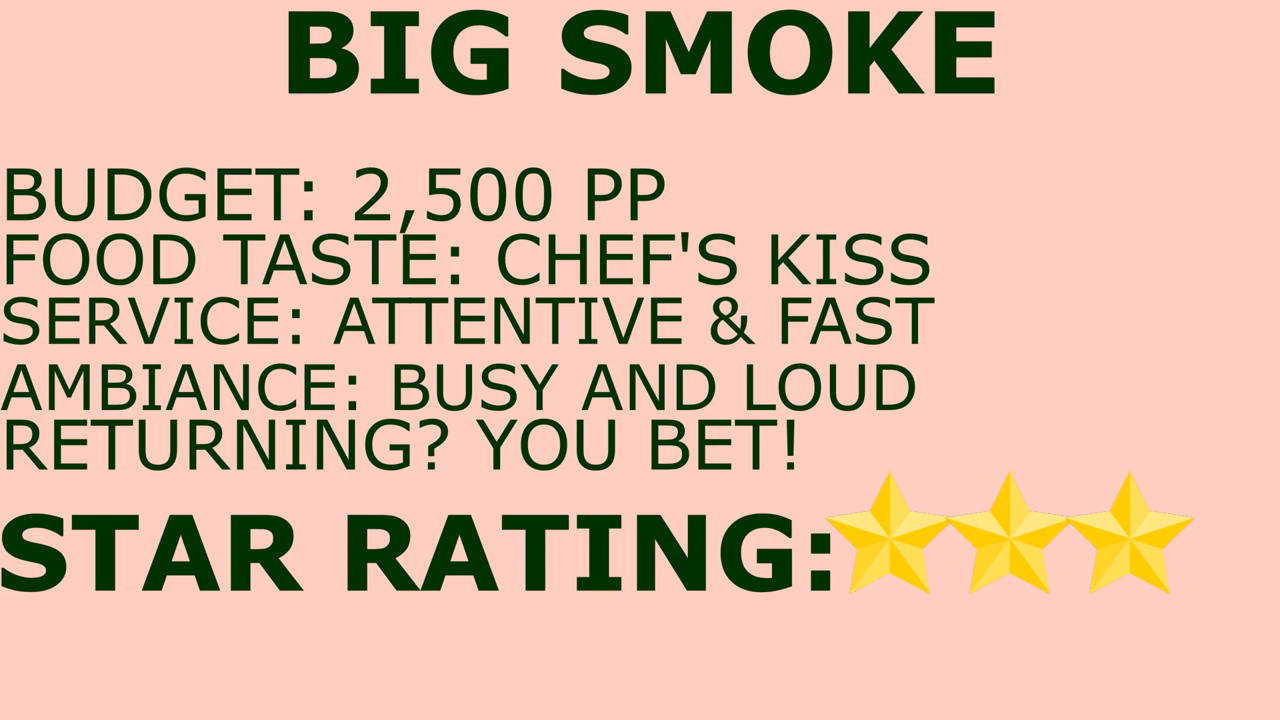 BIG SMOKE
BUDGET: 2,500 PP
FOOD TASTE: CHEF'S KISS
SERVICE: ATTENTIVE & FAST
AMBIANCE: BUSY AND LOUD
RETURNING? YOU BET!
STAR RATING: